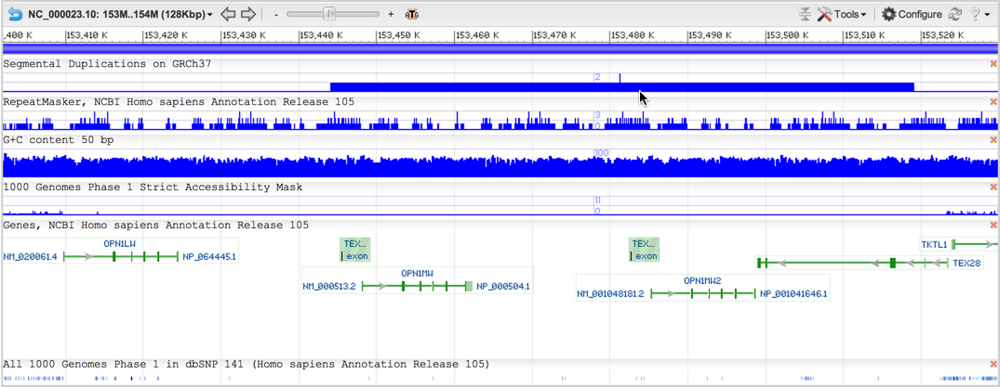 NC_000023.10: 153M..154M (128Kbp) - + ATG Tools Configure ?
,400 K 153,410 K 153,420 K 153,430 K 153,440 K 153,450 K 153,460 K 153,470 K 153,480 K 153,490 K 153,500 K 153,510 K 153,520 K
Segmental Duplications on GRCh37
2
RepeatMasker, NCBI Homo sapiens Annotation Release 105
3
0
G+C content 50 bp
100
1000 Genomes Phase 1 Strict Accessibility Mask
11
0
Genes, NCBI Homo sapiens Annotation Release 105
OPN1LW TEX... TEX... TKTL1
NM_020061.4 NP_064445.1 exon exon
TEX28
OPN1MW OPN1MW2
NM_000513.2 NP_000504.1 NM_001048181.2 NP_001041646.1
All 1000 Genomes Phase 1 in dbSNP 141 (Homo sapiens Annotation Release 105)